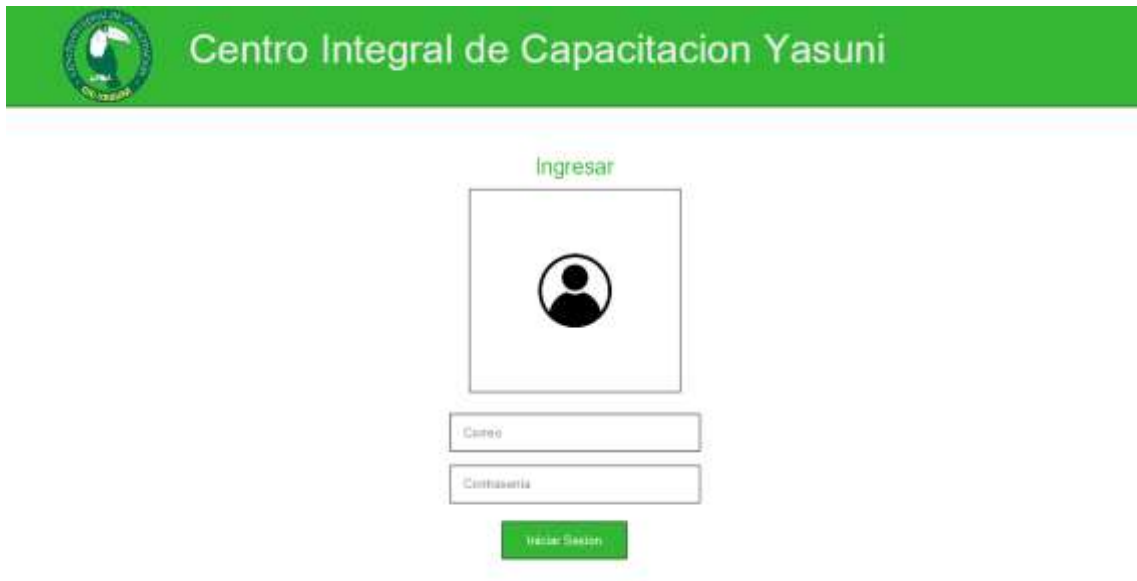 Centro Integral de Capacitacion Yasuni
Ingresar
Correo
Contraseña
Iniciar Sesion